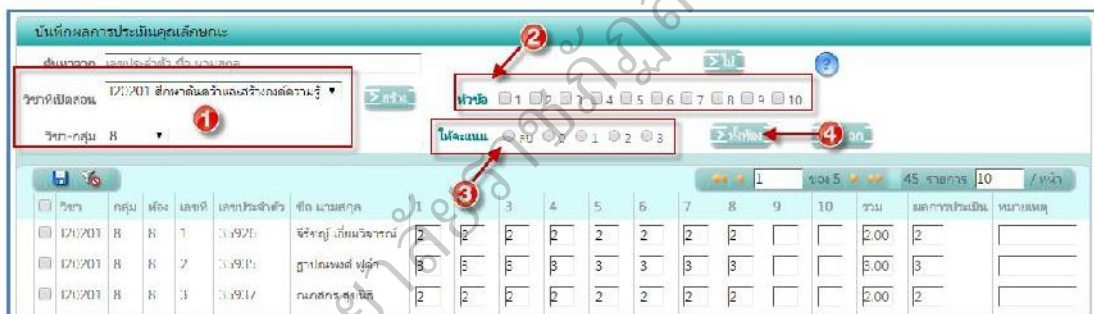 บันทึกผลการประเมินคุณลักษณะ
ค้นหาจาก เลขประจำตัว ชื่อ นามสกุล ไป ?
วิชาที่เปิดสอน I20201 ศึกษาค้นคว้าและสร้างองค์ความรู้ สร้าง หัวข้อ 1 2 3 4 5 6 7 8 9 10
วิชา-กลุ่ม 8 ให้คะแนน ลบ 0 1 2 3 ทั้งห้อง
1 2 3 4
1 ของ 5 45 รายการ 10 / หน้า
วิชา กลุ่ม ห้อง เลขที่ เลขประจำตัว ชื่อ นามสกุล 1 3 4 5 6 7 8 9 10 รวม ผลการประเมิน หมายเหตุ
I20201 8 8 1 35926 2 2 2 2 2 2 2 2 2.00 2
I20201 8 8 2 35935 3 3 3 3 3 3 3 3 3.00 3
I20201 8 8 3 35937 2 2 2 2 2 2 2 2 2.00 2